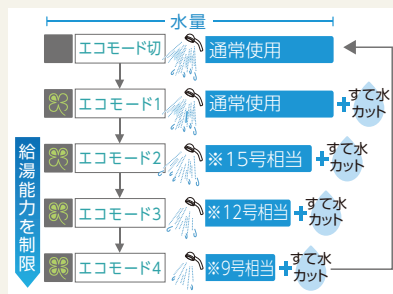 水量
エコモード切
通常使用
エコモード1
通常使用
+すて水
カット
エコモード2
※15号相当
+すて水
カット
エコモード3
※12号相当
+すて水
カット
エコモード4
※9号相当
+すて水
カット
給湯能力を制限